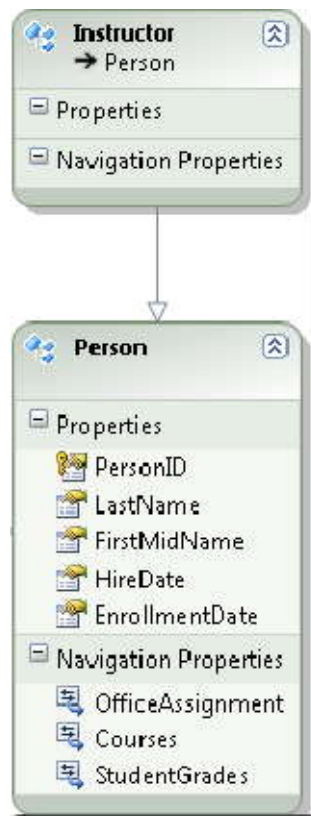 Instructor
Person
Properties
Navigation Properties
Person
Properties
PersonID
LastName
FirstMidName
HireDate
EnrollmentDate
Navigation Properties
OfficeAssignment
Courses
StudentGrades